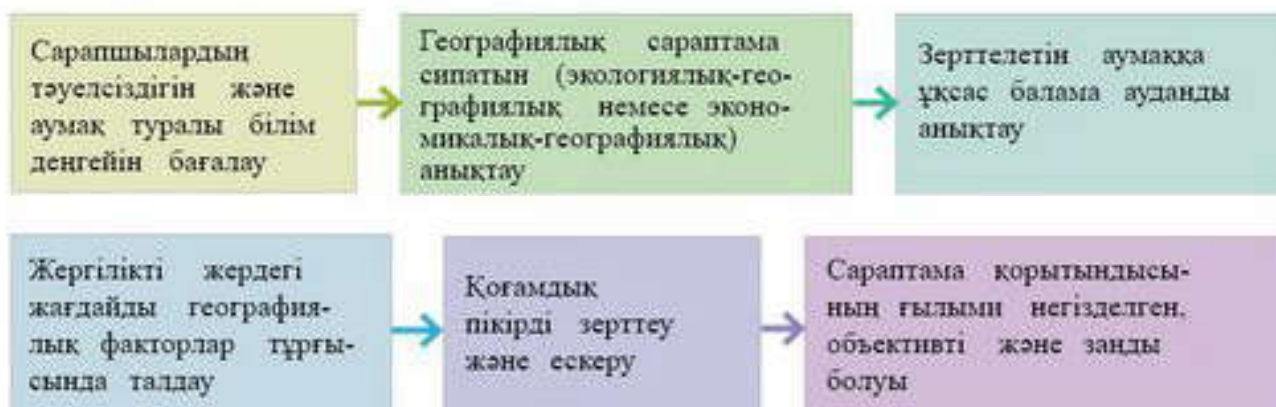 Сарапшылардың
тәуелсіздігін және
аумақ туралы білім
деңгейін бағалау
Географиялық сараптама
сипатын (экологиялық-гео-
графиялық немесе эконо-
микалық-географиялық)
анықтау
Зерттелетін аумаққа
ұқсас балама ауданды
анықтау
Жергілікті жердегі
жағдайды география-
лық факторлар тұрғы-
сында талдау
Қоғамдық
пікірді зерттеу
және ескеру
Сараптама қорытындысы-
ның ғылыми негізделген,
объективті және заңды
болуы